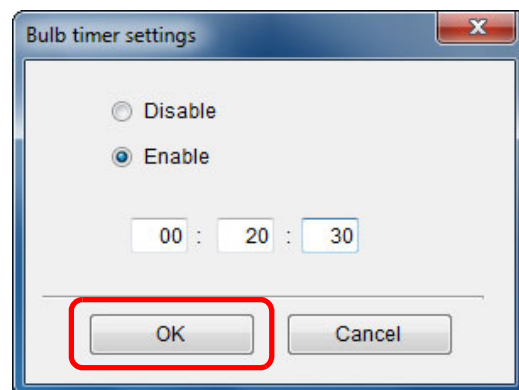 Bulb timer settings
Disable
Enable
00 : 20 : 30
OK Cancel